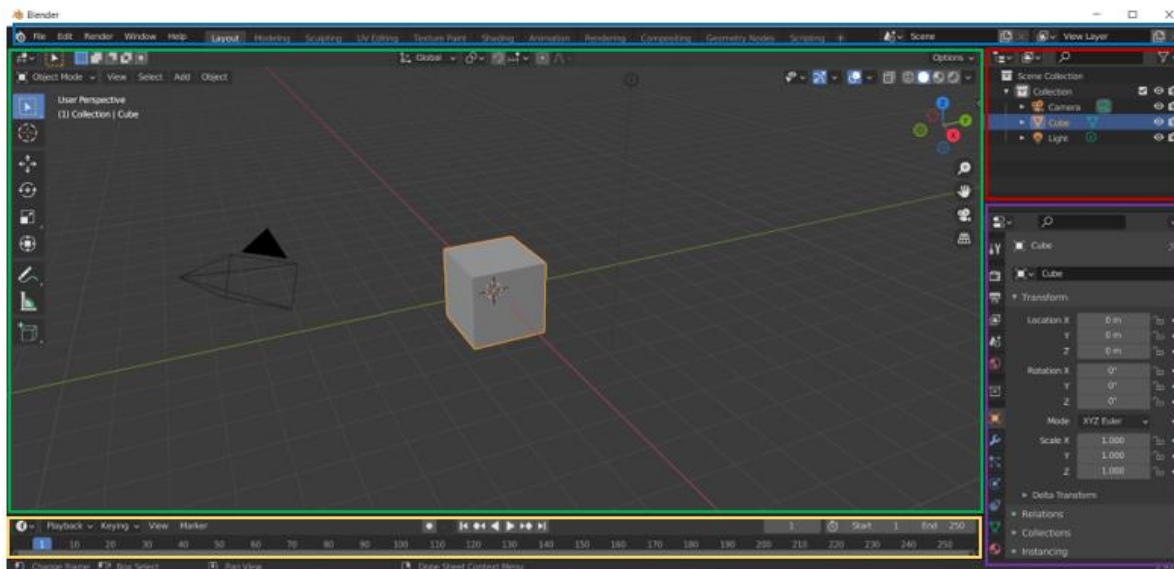 Blender
File Edit Render Window Help Layout Modeling Sculpting UV Editing Texture Paint Shading Animation Rendering Compositing Geometry Nodes Scripting + Scene View Layer
Global Options
Object Mode View Select Add Object
User Perspective
(1) Collection | Cube
Z
Y
X
Scene Collection
Collection
Camera
Cube
Light
Cube
Cube
Transform
Location X 0 m
Y 0 m
Z 0 m
Rotation X 0°
Y 0°
Z 0°
Mode XYZ Euler
Scale X 1.000
Y 1.000
Z 1.000
Delta Transform
Relations
Collections
Instancing
Playback Keying View Marker 1 Start 1 End 250
1 10 20 30 40 50 60 70 80 90 100 110 120 130 140 150 160 170 180 190 200 210 220 230 240 250
Change Frame Box Select Pan View Dope Sheet Context Menu